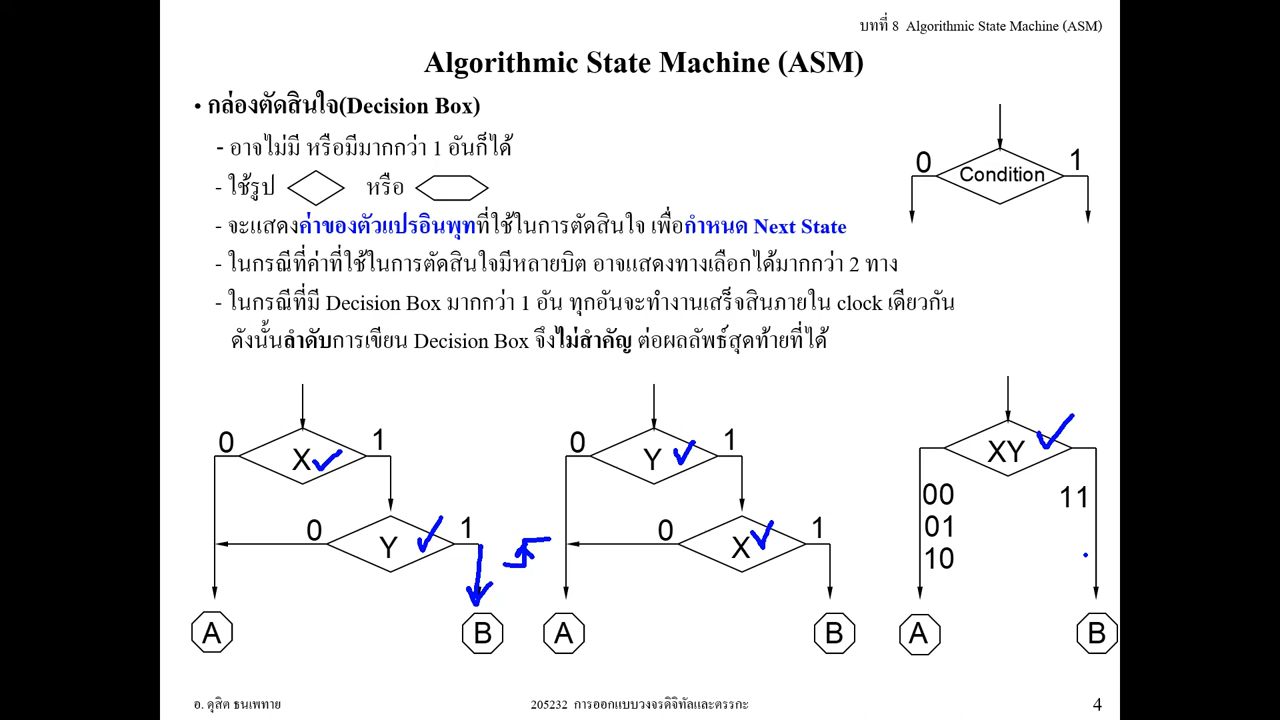 บทที่ 8 Algorithmic State Machine (ASM)
Algorithmic State Machine (ASM)
• กล่องตัดสินใจ(Decision Box)
- อาจไม่มี หรือมีมากกว่า 1 อันก็ได้
- ใช้รูป หรือ
- จะแสดงค่าของตัวแปรอินพุทที่ใช้ในการตัดสินใจ เพื่อกำหนด Next State
- ในกรณีที่ค่าที่ใช้ในการตัดสินใจมีหลายบิต อาจแสดงทางเลือกได้มากกว่า 2 ทาง
- ในกรณีที่มี Decision Box มากกว่า 1 อัน ทุกอันจะทำงานเสร็จสินภายใน clock เดียวกัน
ดังนั้นลำดับการเขียน Decision Box จึงไม่สำคัญ ต่อผลลัพธ์สุดท้ายที่ได้
0 Condition 1
0 X 1
0 Y 1
A B
0 Y 1
0 X 1
A B
XY
00 11
01
10
A B
อ. ดุสิต ธนเพทาย 205232 การออกแบบวงจรดิจิทัลและตรรกะ 4